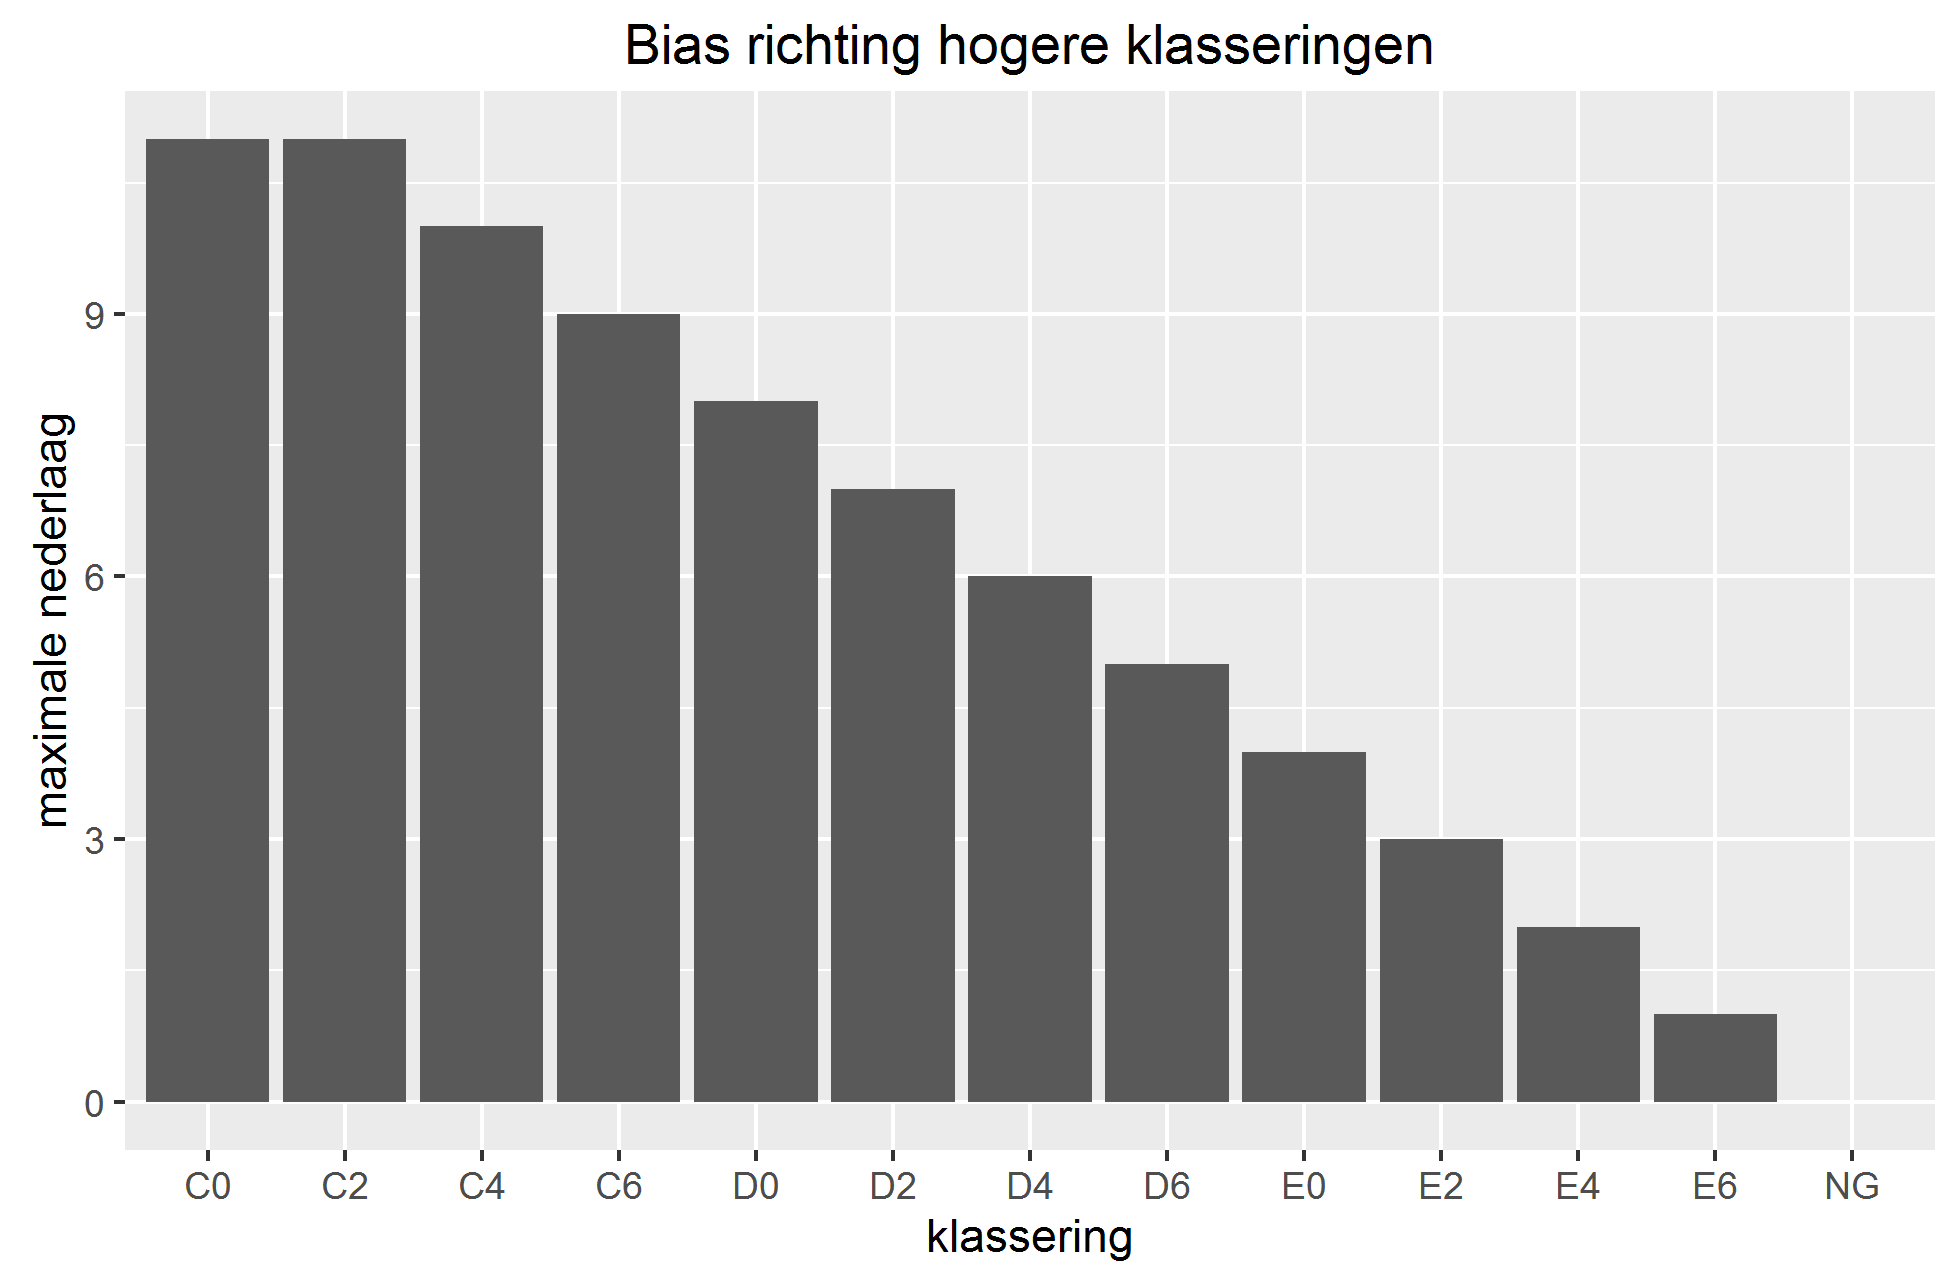 Bias richting hogere klasseringen
maximale nederlaag
9
6
3
0
C0 C2 C4 C6 D0 D2 D4 D6 E0 E2 E4 E6 NG
klassering